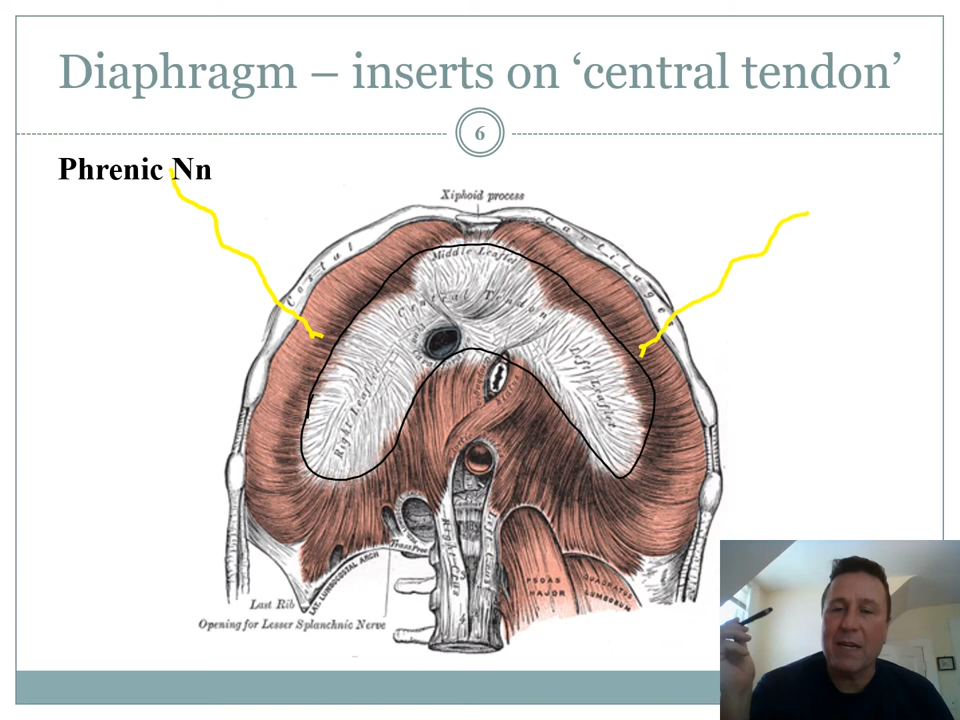 Diaphragm – inserts on ‘central tendon’
6
Phrenic Nn
Xiphoid process
Costal
Cartilages
Middle Leaflet
Central Tendon
Right Leaflet
Left Leaflet
Right Crus
Left Crus
PSOAS
MAJOR
QUADRATUS
LUMBORUM
LAT. LUMBOCOSTAL ARCH
Last Rib
Opening for Lesser Splanchnic Nerve